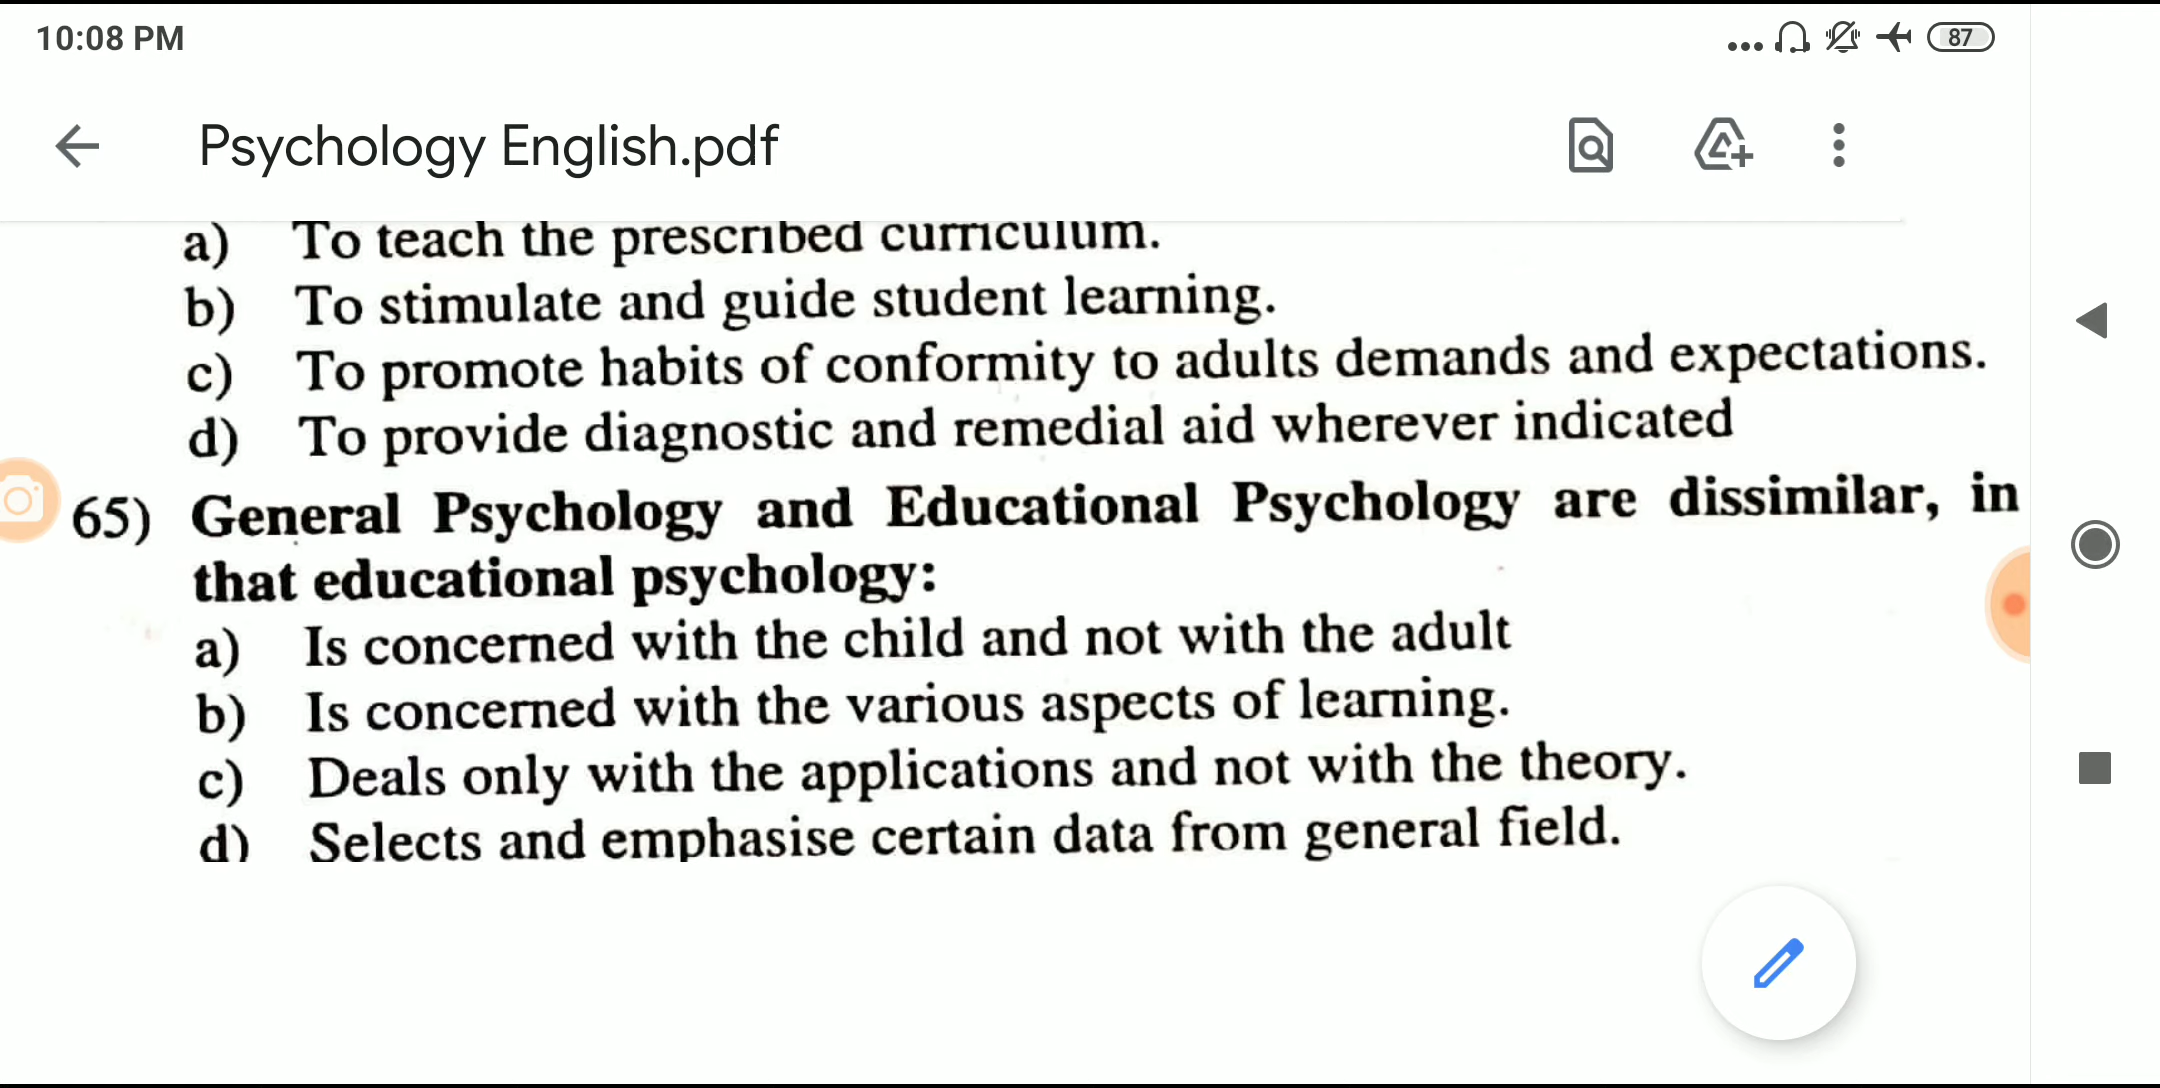 10:08 PM
87
Psychology English.pdf
a) To teach the prescribed curriculum.
b) To stimulate and guide student learning.
c) To promote habits of conformity to adults demands and expectations.
d) To provide diagnostic and remedial aid wherever indicated
65) General Psychology and Educational Psychology are dissimilar, in
that educational psychology:
a) Is concerned with the child and not with the adult
b) Is concerned with the various aspects of learning.
c) Deals only with the applications and not with the theory.
d) Selects and emphasise certain data from general field.